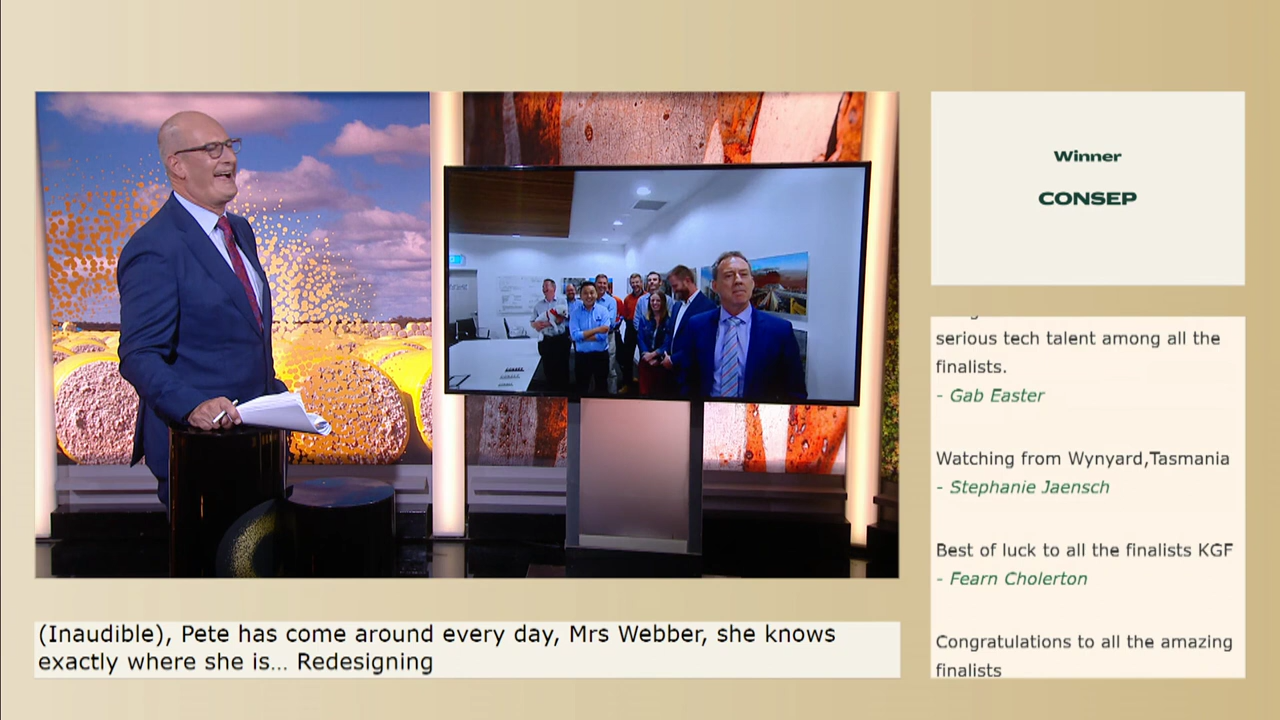 Winner
CONSEP
serious tech talent among all the
finalists.
- Gab Easter
Watching from Wynyard,Tasmania
- Stephanie Jaensch
Best of luck to all the finalists KGF
- Fearn Cholerton
Congratulations to all the amazing
finalists
(Inaudible), Pete has come around every day, Mrs Webber, she knows
exactly where she is... Redesigning